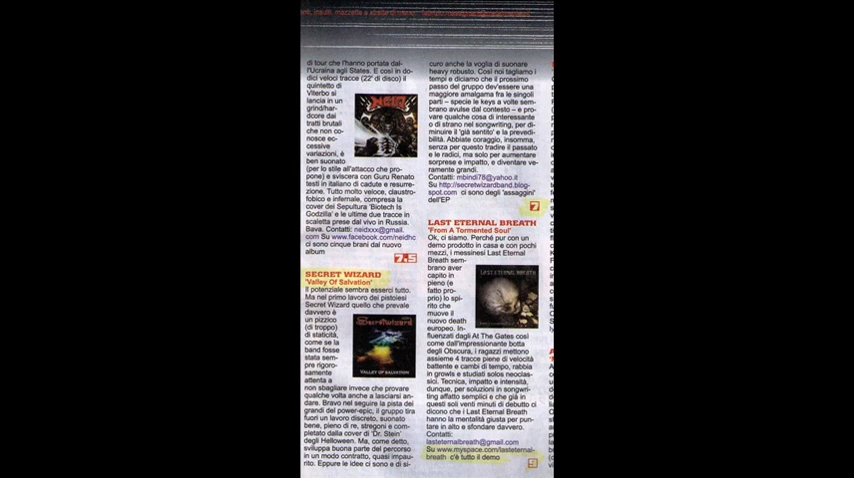 di tour che l'hanno portata dal-
l'Ucraina agli States. E così in do-
dici veloci tracce (22' di disco) il
quintetto di
Viterbo si
lancia in un
grind/har-
dcore dai
tratti brutali
che non co-
nosce ec-
cessive
variazioni, è
ben suonato
(per lo stile all'attacco che pro-
pone) e sviscera con Guru Renato
testi in italiano di cadute e resurre-
zione. Tutto molto veloce, claustro-
fobico e infernale, compresa la
cover dei Sepultura 'Biotech Is
Godzilla' e le ultime due tracce in
scaletta prese dal vivo in Russia.
Bava. Contatti: neidxxx@gmail.
com Su www.facebook.com/neidhc
ci sono cinque brani dal nuovo
album
7.5
NEID
SECRET WIZARD
'Valley Of Salvation'
Il potenziale sembra esserci tutto.
Ma nel primo lavoro dei pistoiesi
Secret Wizard quello che prevale
davvero è
un pizzico
(di troppo)
di staticità,
come se la
band fosse
stata sem-
pre rigoro-
samente
attenta a
non sbagliare invece che provare
qualche volta anche a lasciarsi an-
dare. Bravo nel seguire la pista dei
grandi del power-epic, il gruppo tira
fuori un lavoro discreto, suonato
bene, pieno di re, stregoni e com-
pletato dalla cover di 'Dr. Stein'
degli Helloween. Ma, come detto,
sviluppa buona parte del percorso
in un modo contratto, quasi impau-
rito. Eppure le idee ci sono e di si-
SecretWizard
VALLEY OF SALVATION
curo anche la voglia di suonare
heavy robusto. Così noi tagliamo i
tempi e diciamo che il prossimo
passo del gruppo dev'essere una
maggiore amalgama fra le singoli
parti – specie le keys a volte sem-
brano avulse dal contesto – e pro-
vare qualche cosa di interessante
o di strano nel songwriting, per di-
minuire il 'già sentito' e la prevedi-
bilità. Abbiate coraggio, insomma,
senza per questo tradire il passato
e le radici, ma solo per aumentare
sorprese e impatto, e diventare ve-
ramente grandi.
Contatti: mbindi78@yahoo.it
Su http://secretwizardband.blog-
spot.com ci sono degli 'assaggini'
dell'EP
7
LAST ETERNAL BREATH
'From A Tormented Soul'
Ok, ci siamo. Perché pur con un
demo prodotto in casa e con pochi
mezzi, i messinesi Last Eternal
Breath sem-
brano aver
capito in
pieno (e
fatto pro-
prio) lo spi-
rito che
muove il
nuovo death
europeo. In-
fluenzati dagli At The Gates così
come dall'impressionante botta
degli Obscura, i ragazzi mettono
assieme 4 tracce piene di velocità
battente e cambi di tempo, rabbia
in growls e studiati solos neoclas-
sici. Tecnica, impatto e intensità,
dunque, per soluzioni in songwri-
ting affatto semplici e che già in
questi soli venti minuti di debutto ci
dicono che i Last Eternal Breath
hanno la mentalità giusta per pun-
tare in alto e sfondare davvero.
Contatti:
lasteternalbreath@gmail.com
Su www.myspace.com/lasteternal-
breath c'è tutto il demo
9
LAST ETERNAL BREATH